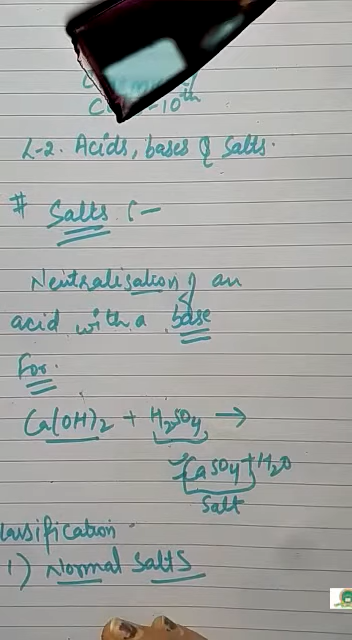 10th
L-2. Acids, bases & Salts.
# Salts :-
Neutralisation of an
acid with a base
For.
Ca(OH)2 + H2SO4 →
CaSO4 + H2O
Salt
lassification -
1) Normal Salts